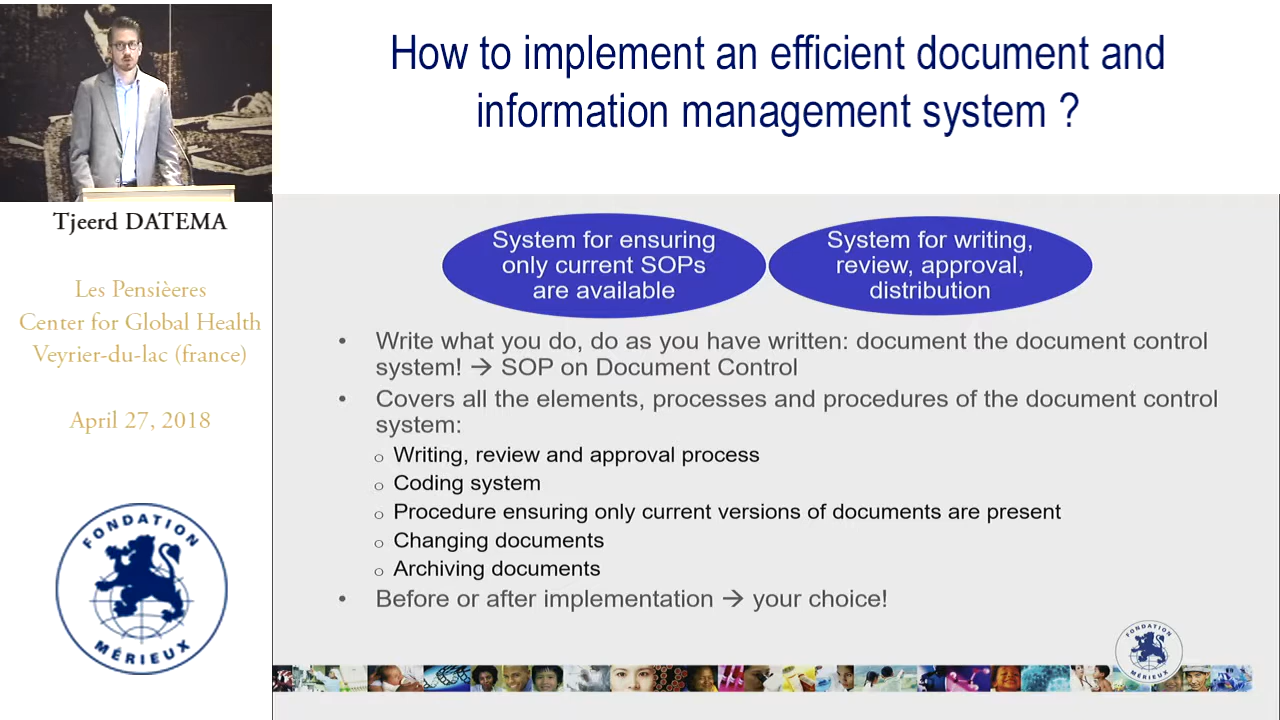 How to implement an efficient document and
information management system ?
Tjeerd DATEMA
Les Pensièeres
Center for Global Health
Veyrier-du-lac (france)
April 27, 2018
FONDATION
MÉRIEUX
System for ensuring
only current SOPs
are available
System for writing,
review, approval,
distribution
• Write what you do, do as you have written: document the document control
system! → SOP on Document Control
• Covers all the elements, processes and procedures of the document control
system:
o Writing, review and approval process
o Coding system
o Procedure ensuring only current versions of documents are present
o Changing documents
o Archiving documents
• Before or after implementation → your choice!
FONDATION
MÉRIEUX